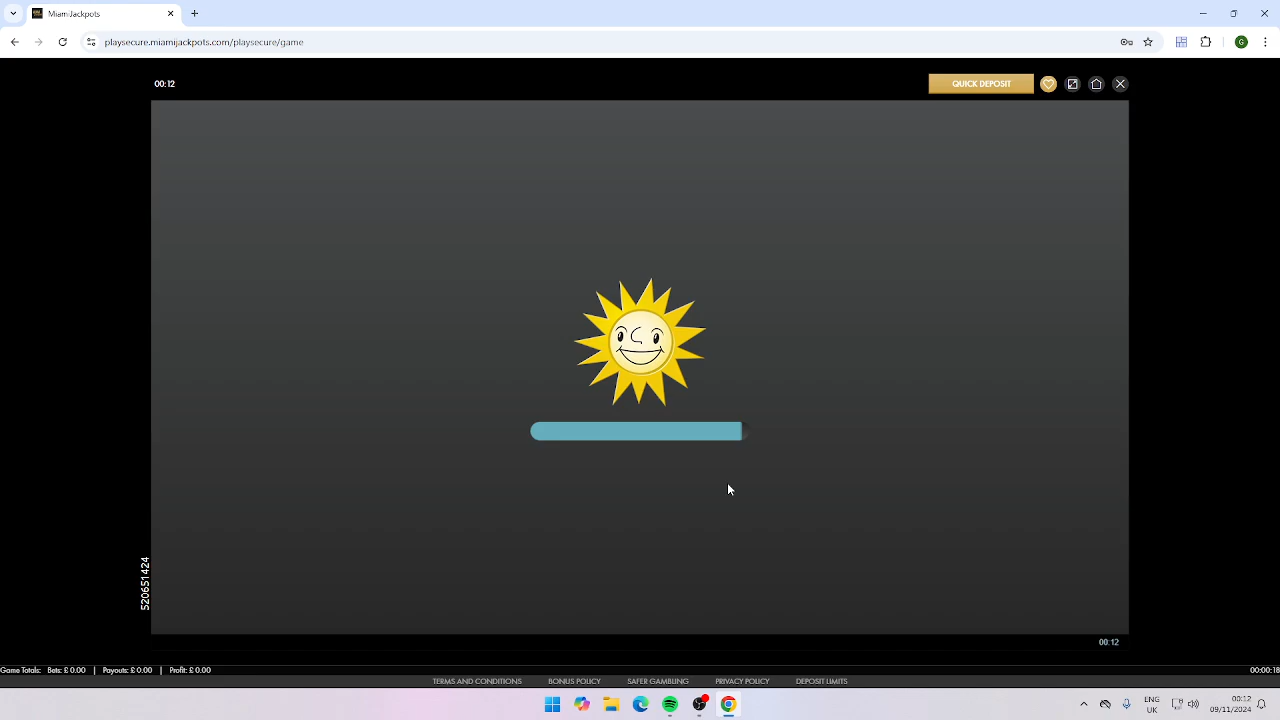 Miami Jackpots
playsecure.miamijackpots.com/playsecure/game
G
00:12
QUICK DEPOSIT
520651424
00:12
Game Totals: Bets: £ 0.00 | Payouts: £ 0.00 | Profit: £ 0.00
00:00:18
TERMS AND CONDITIONS BONUS POLICY SAFER GAMBLING PRIVACY POLICY DEPOSIT LIMITS
ENG
UK
00:12
09/11/2024